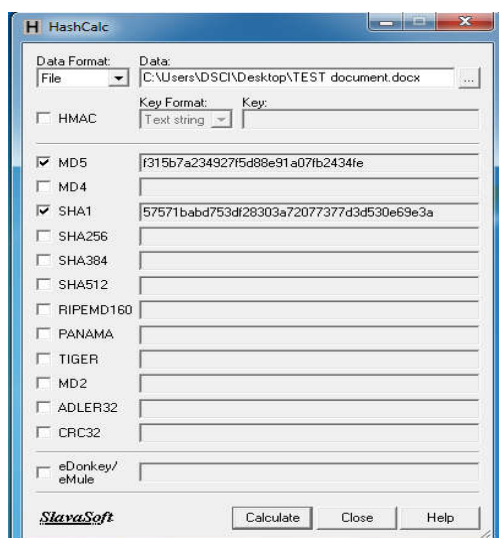 H HashCalc
Data Format: Data:
File C:\Users\DSCI\Desktop\TEST document.docx ...
Key Format: Key:
HMAC Text string
MD5 f315b7a234927f5d88e91a07fb2434fe
MD4
SHA1 57571babd753df28303a72077377d3d530e69e3a
SHA256
SHA384
SHA512
RIPEMD160
PANAMA
TIGER
MD2
ADLER32
CRC32
eDonkey/
eMule
SlavaSoft Calculate Close Help